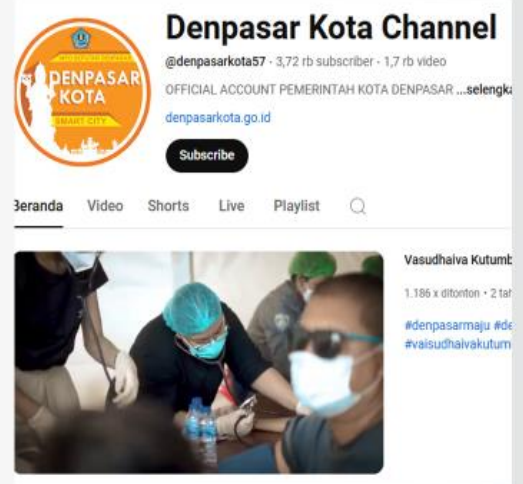 Denpasar Kota Channel
@denpasarkota57 · 3,72 rb subscriber · 1,7 rb video
OFFICIAL ACCOUNT PEMERINTAH KOTA DENPASAR ...selengka
denpasarkota.go.id
Subscribe
DENPASAR
KOTA
SMART CITY
Beranda Video Shorts Live Playlist
Vasudhaiva Kutumb
1.186 x ditonton · 2 tah
#denpasarmaju #de
#vaisudhaivakutum